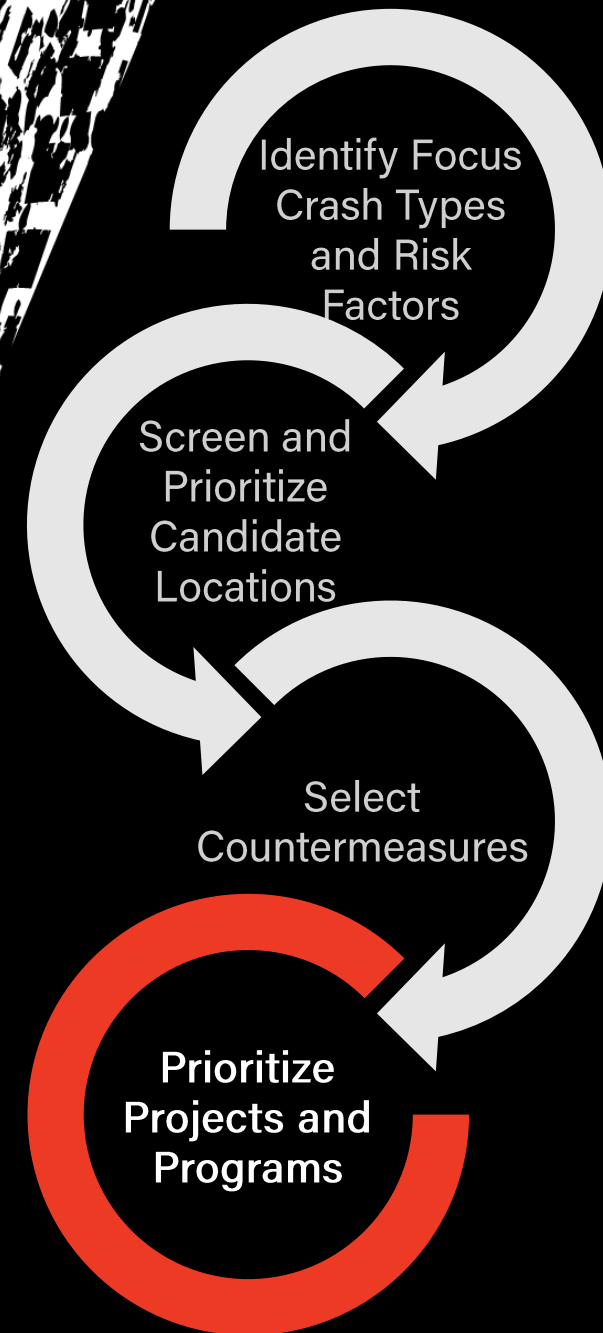 Identify Focus
Crash Types
and Risk
Factors
Screen and
Prioritize
Candidate
Locations
Select
Countermeasures
Prioritize
Projects and
Programs